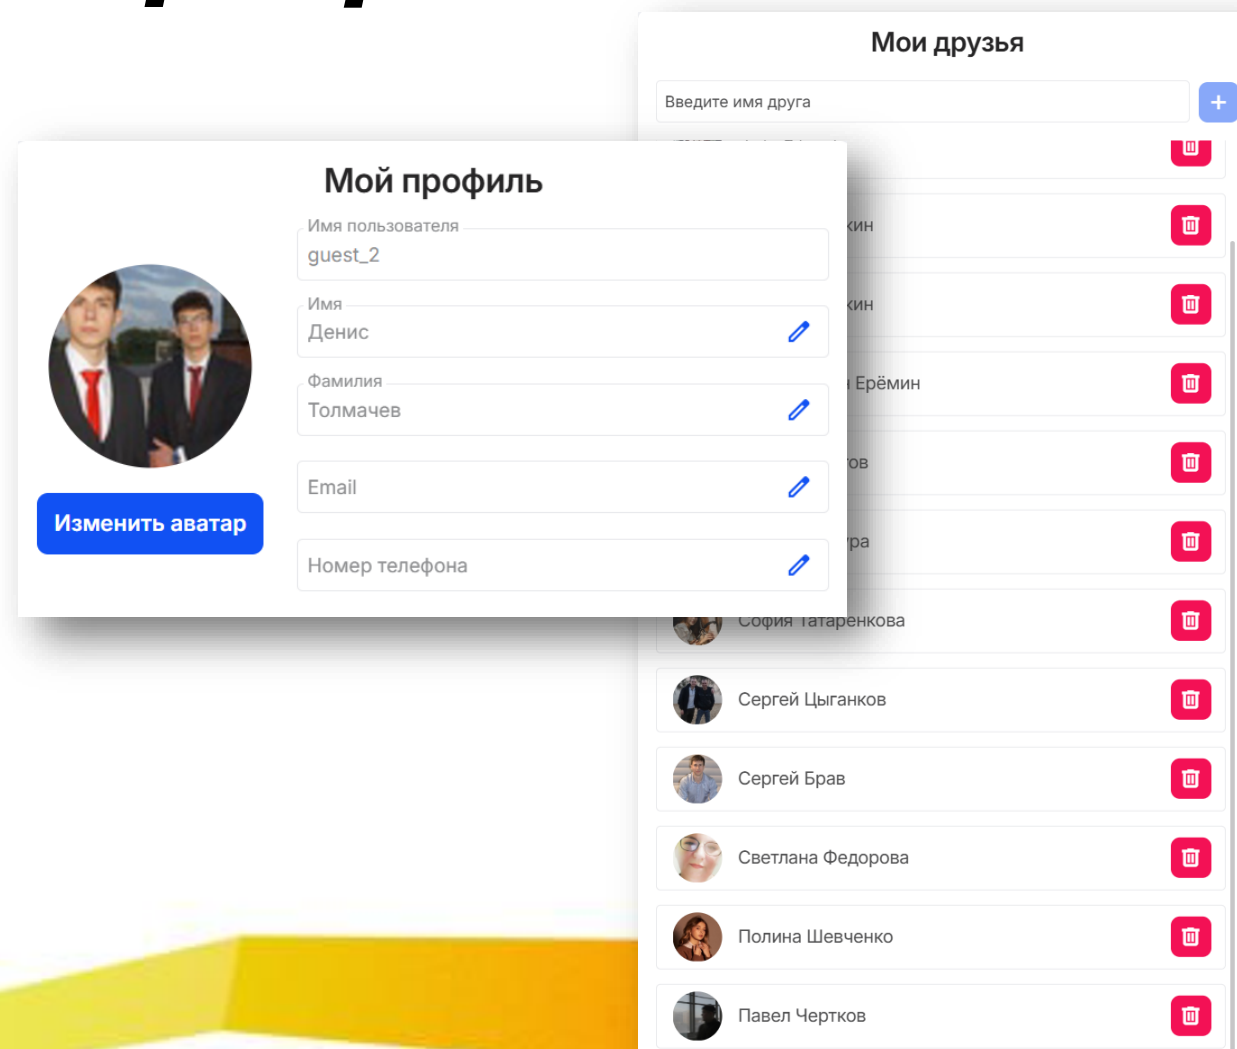 Мои друзья
Введите имя друга
Мой профиль
Имя пользователя
guest_2
Имя
Денис
Фамилия
Толмачев
Email
Номер телефона
Изменить аватар
Ерёмин
София Татаренкова
Сергей Цыганков
Сергей Брав
Светлана Федорова
Полина Шевченко
Павел Чертков